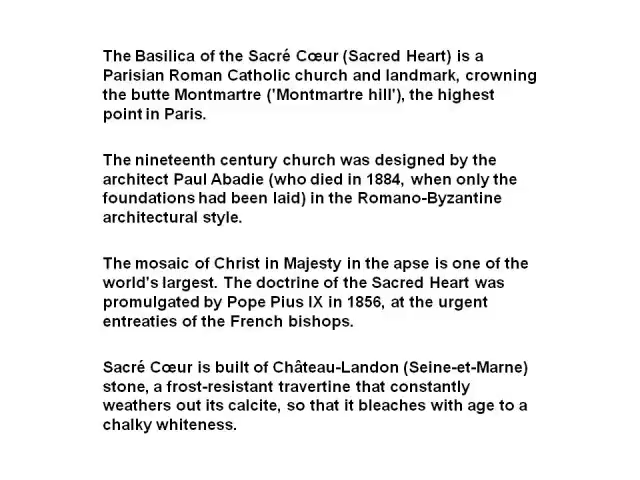 The Basilica of the Sacré Cœur (Sacred Heart) is a
Parisian Roman Catholic church and landmark, crowning
the butte Montmartre ('Montmartre hill'), the highest
point in Paris.
The nineteenth century church was designed by the
architect Paul Abadie (who died in 1884, when only the
foundations had been laid) in the Romano-Byzantine
architectural style.
The mosaic of Christ in Majesty in the apse is one of the
world's largest. The doctrine of the Sacred Heart was
promulgated by Pope Pius IX in 1856, at the urgent
entreaties of the French bishops.
Sacré Cœur is built of Château-Landon (Seine-et-Marne)
stone, a frost-resistant travertine that constantly
weathers out its calcite, so that it bleaches with age to a
chalky whiteness.